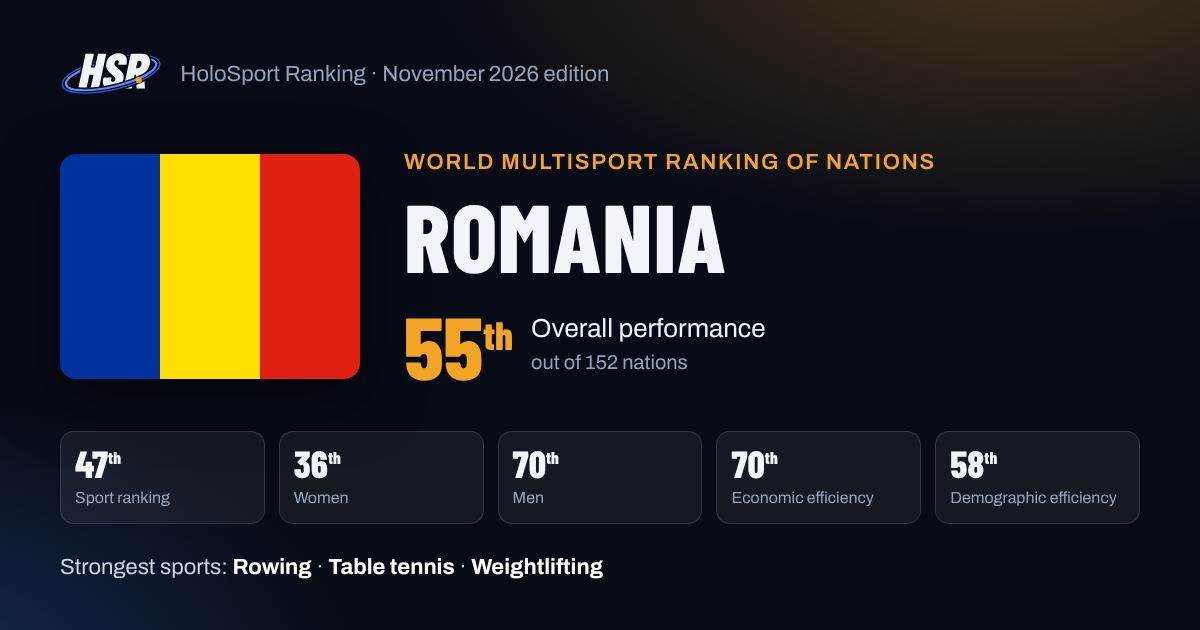 HSR
HoloSport Ranking · November 2026 edition
WORLD MULTISPORT RANKING OF NATIONS
ROMANIA
55th
Overall performance
out of 152 nations
47th
Sport ranking
36th
Women
70th
Men
70th
Economic efficiency
58th
Demographic efficiency
Strongest sports: Rowing · Table tennis · Weightlifting